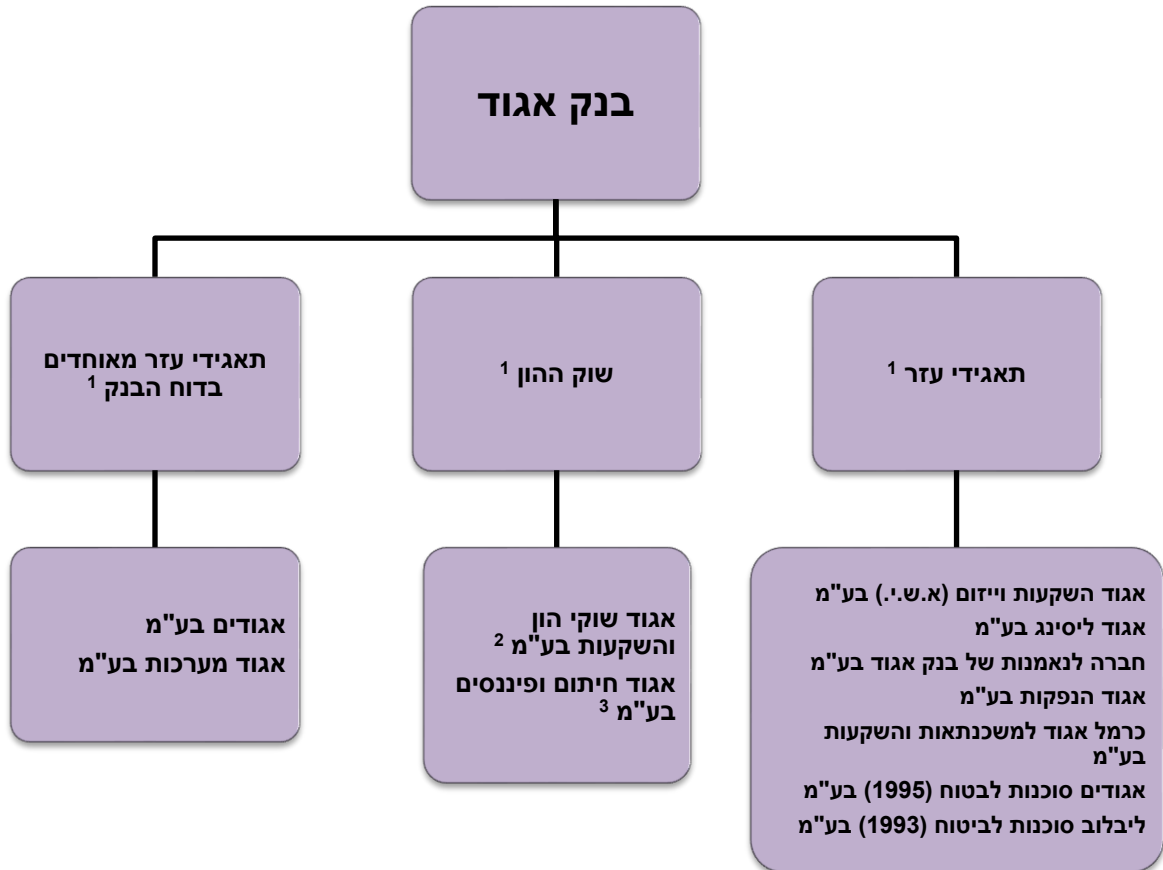 בנק אגוד
תאגידי עזר 1
שוק ההון 1
תאגידי עזר מאוחדים
בדוח הבנק 1
אגוד השקעות וייזום (א.ש.י.) בע"מ
אגוד ליסינג בע"מ
חברה לנאמנות של בנק אגוד בע"מ
אגוד הנפקות בע"מ
כרמל אגוד למשכנתאות והשקעות
בע"מ
אגודים סוכנות לבטוח (1995) בע"מ
ליבלוב סוכנות לביטוח (1993) בע"מ
אגוד שוקי הון
והשקעות בע"מ 2
אגוד חיתום ופיננסים
בע"מ 3
אגודים בע"מ
אגוד מערכות בע"מ